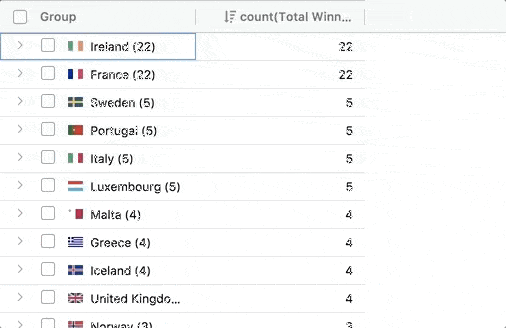 Group count(Total Winn...
Ireland (22) 22
France (22) 22
Sweden (5) 5
Portugal (5) 5
Italy (5) 5
Luxembourg (5) 5
Malta (4) 4
Greece (4) 4
Iceland (4) 4
United Kingdo... 4
Norway (3) 3